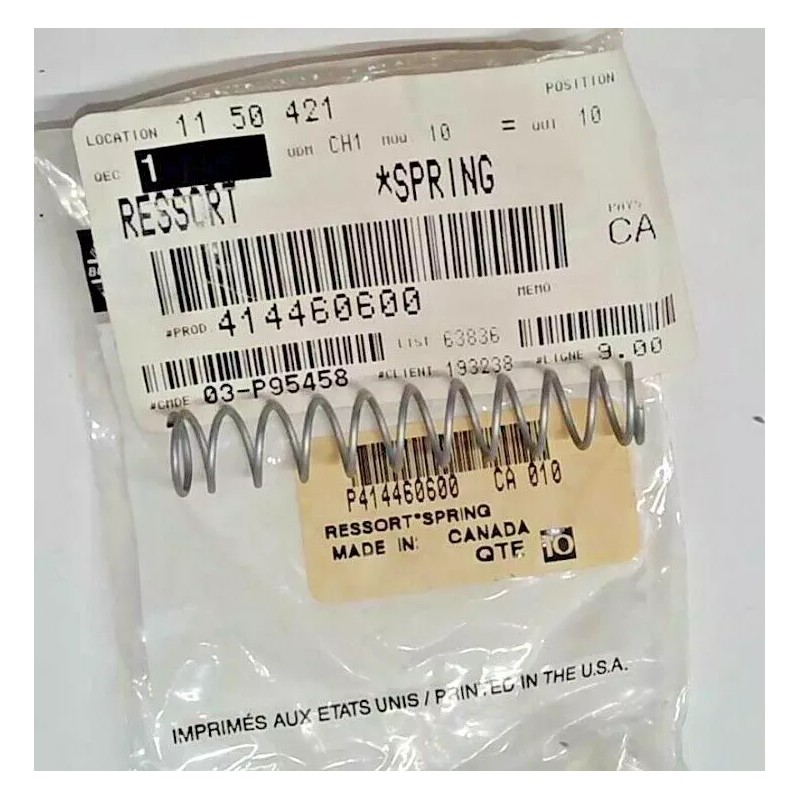 POSITION
LOCATION 11 50 421
QEC 1 UDM CH1 MOQ 10 = QUT 10
RESSORT *SPRING
PAYS
CA
#PROD 414460600 MEMO
LIST 63836
#CMDE 03-P95458 #CLIENT 193238 #LIGNE 9.00
P414460600 CA 010
RESSORT*SPRING
MADE IN: CANADA
QTE 10
IMPRIMÉS AUX ETATS UNIS / PRINTED IN THE U.S.A.